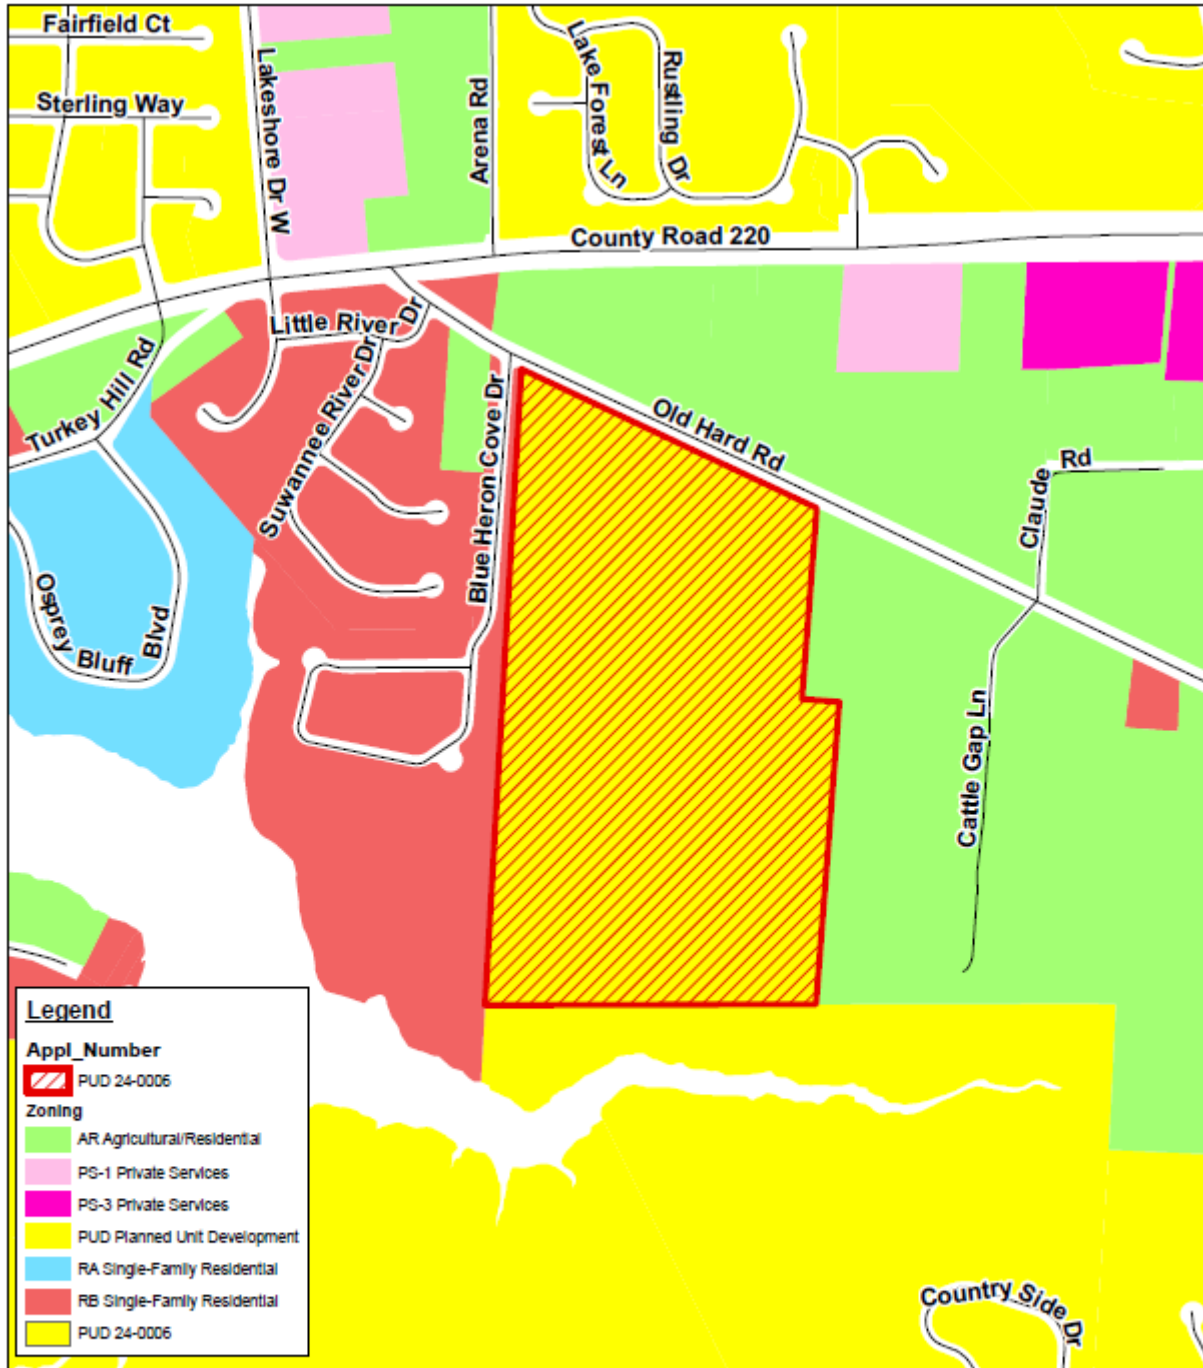 Fairfield Ct
Sterling Way
Lakeshore Dr W
Arena Rd
Lake Forest Ln
Rustling Dr
County Road 220
Little River Dr
Turkey Hill Rd
Suwannee River Dr
Blue Heron Cove Dr
Old Hard Rd
Claude Rd
Osprey Bluff Blvd
Cattle Gap Ln
Country Side Dr
Legend
Appl_Number
PUD 24-0006
Zoning
AR Agricultural/Residential
PS-1 Private Services
PS-3 Private Services
PUD Planned Unit Development
RA Single-Family Residential
RB Single-Family Residential
PUD 24-0006